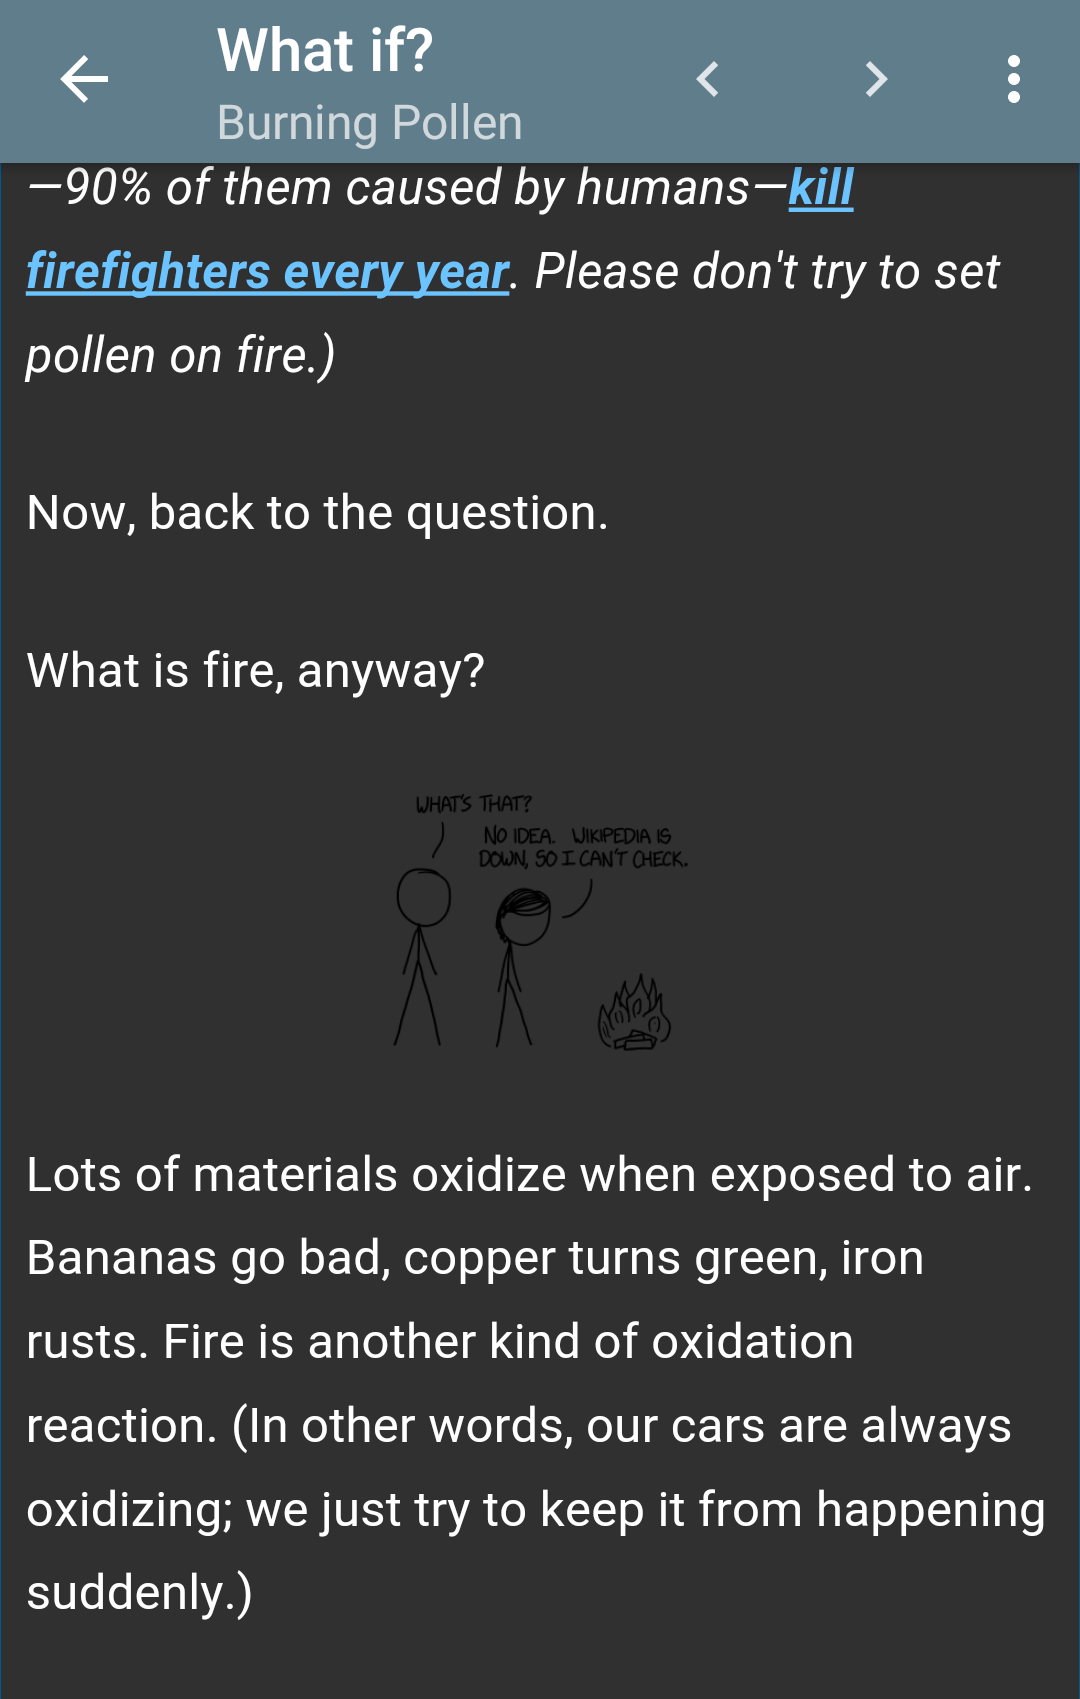 What if?
Burning Pollen
—90% of them caused by humans—kill
firefighters every year. Please don't try to set
pollen on fire.)
Now, back to the question.
What is fire, anyway?
WHAT'S THAT?
NO IDEA. WIKIPEDIA IS
DOWN, SO I CAN'T CHECK.
Lots of materials oxidize when exposed to air.
Bananas go bad, copper turns green, iron
rusts. Fire is another kind of oxidation
reaction. (In other words, our cars are always
oxidizing; we just try to keep it from happening
suddenly.)